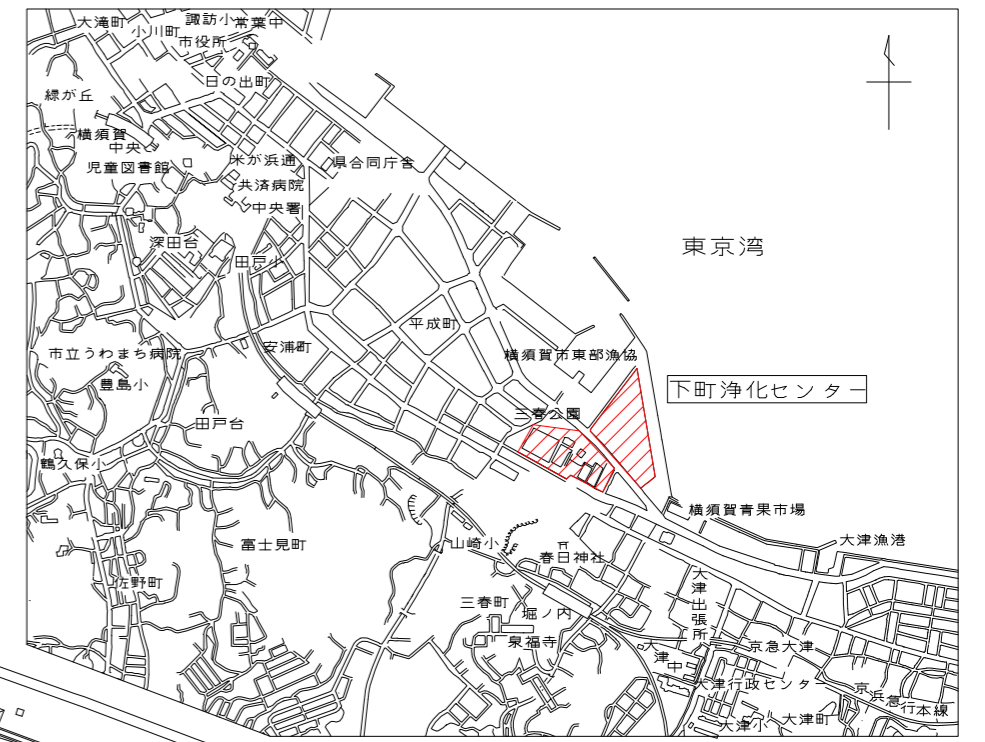 大滝町
諏訪小
常葉中
小川町
市役所
日の出町
緑が丘
横須賀
中央
児童図書館
米が浜通
県合同庁舎
共済病院
中央署
深田台
田戸小
東京湾
平成町
安浦町
市立うわまち病院
横須賀市東部漁協
豊島小
下町浄化センター
三春公園
田戸台
鶴久保小
横須賀青果市場
大津漁港
富士見町
山崎小
春日神社
佐野町
大津出張所
三春町
堀ノ内
泉福寺
大津中
京急大津
大津行政センター
京浜急行本線
大津小
大津町